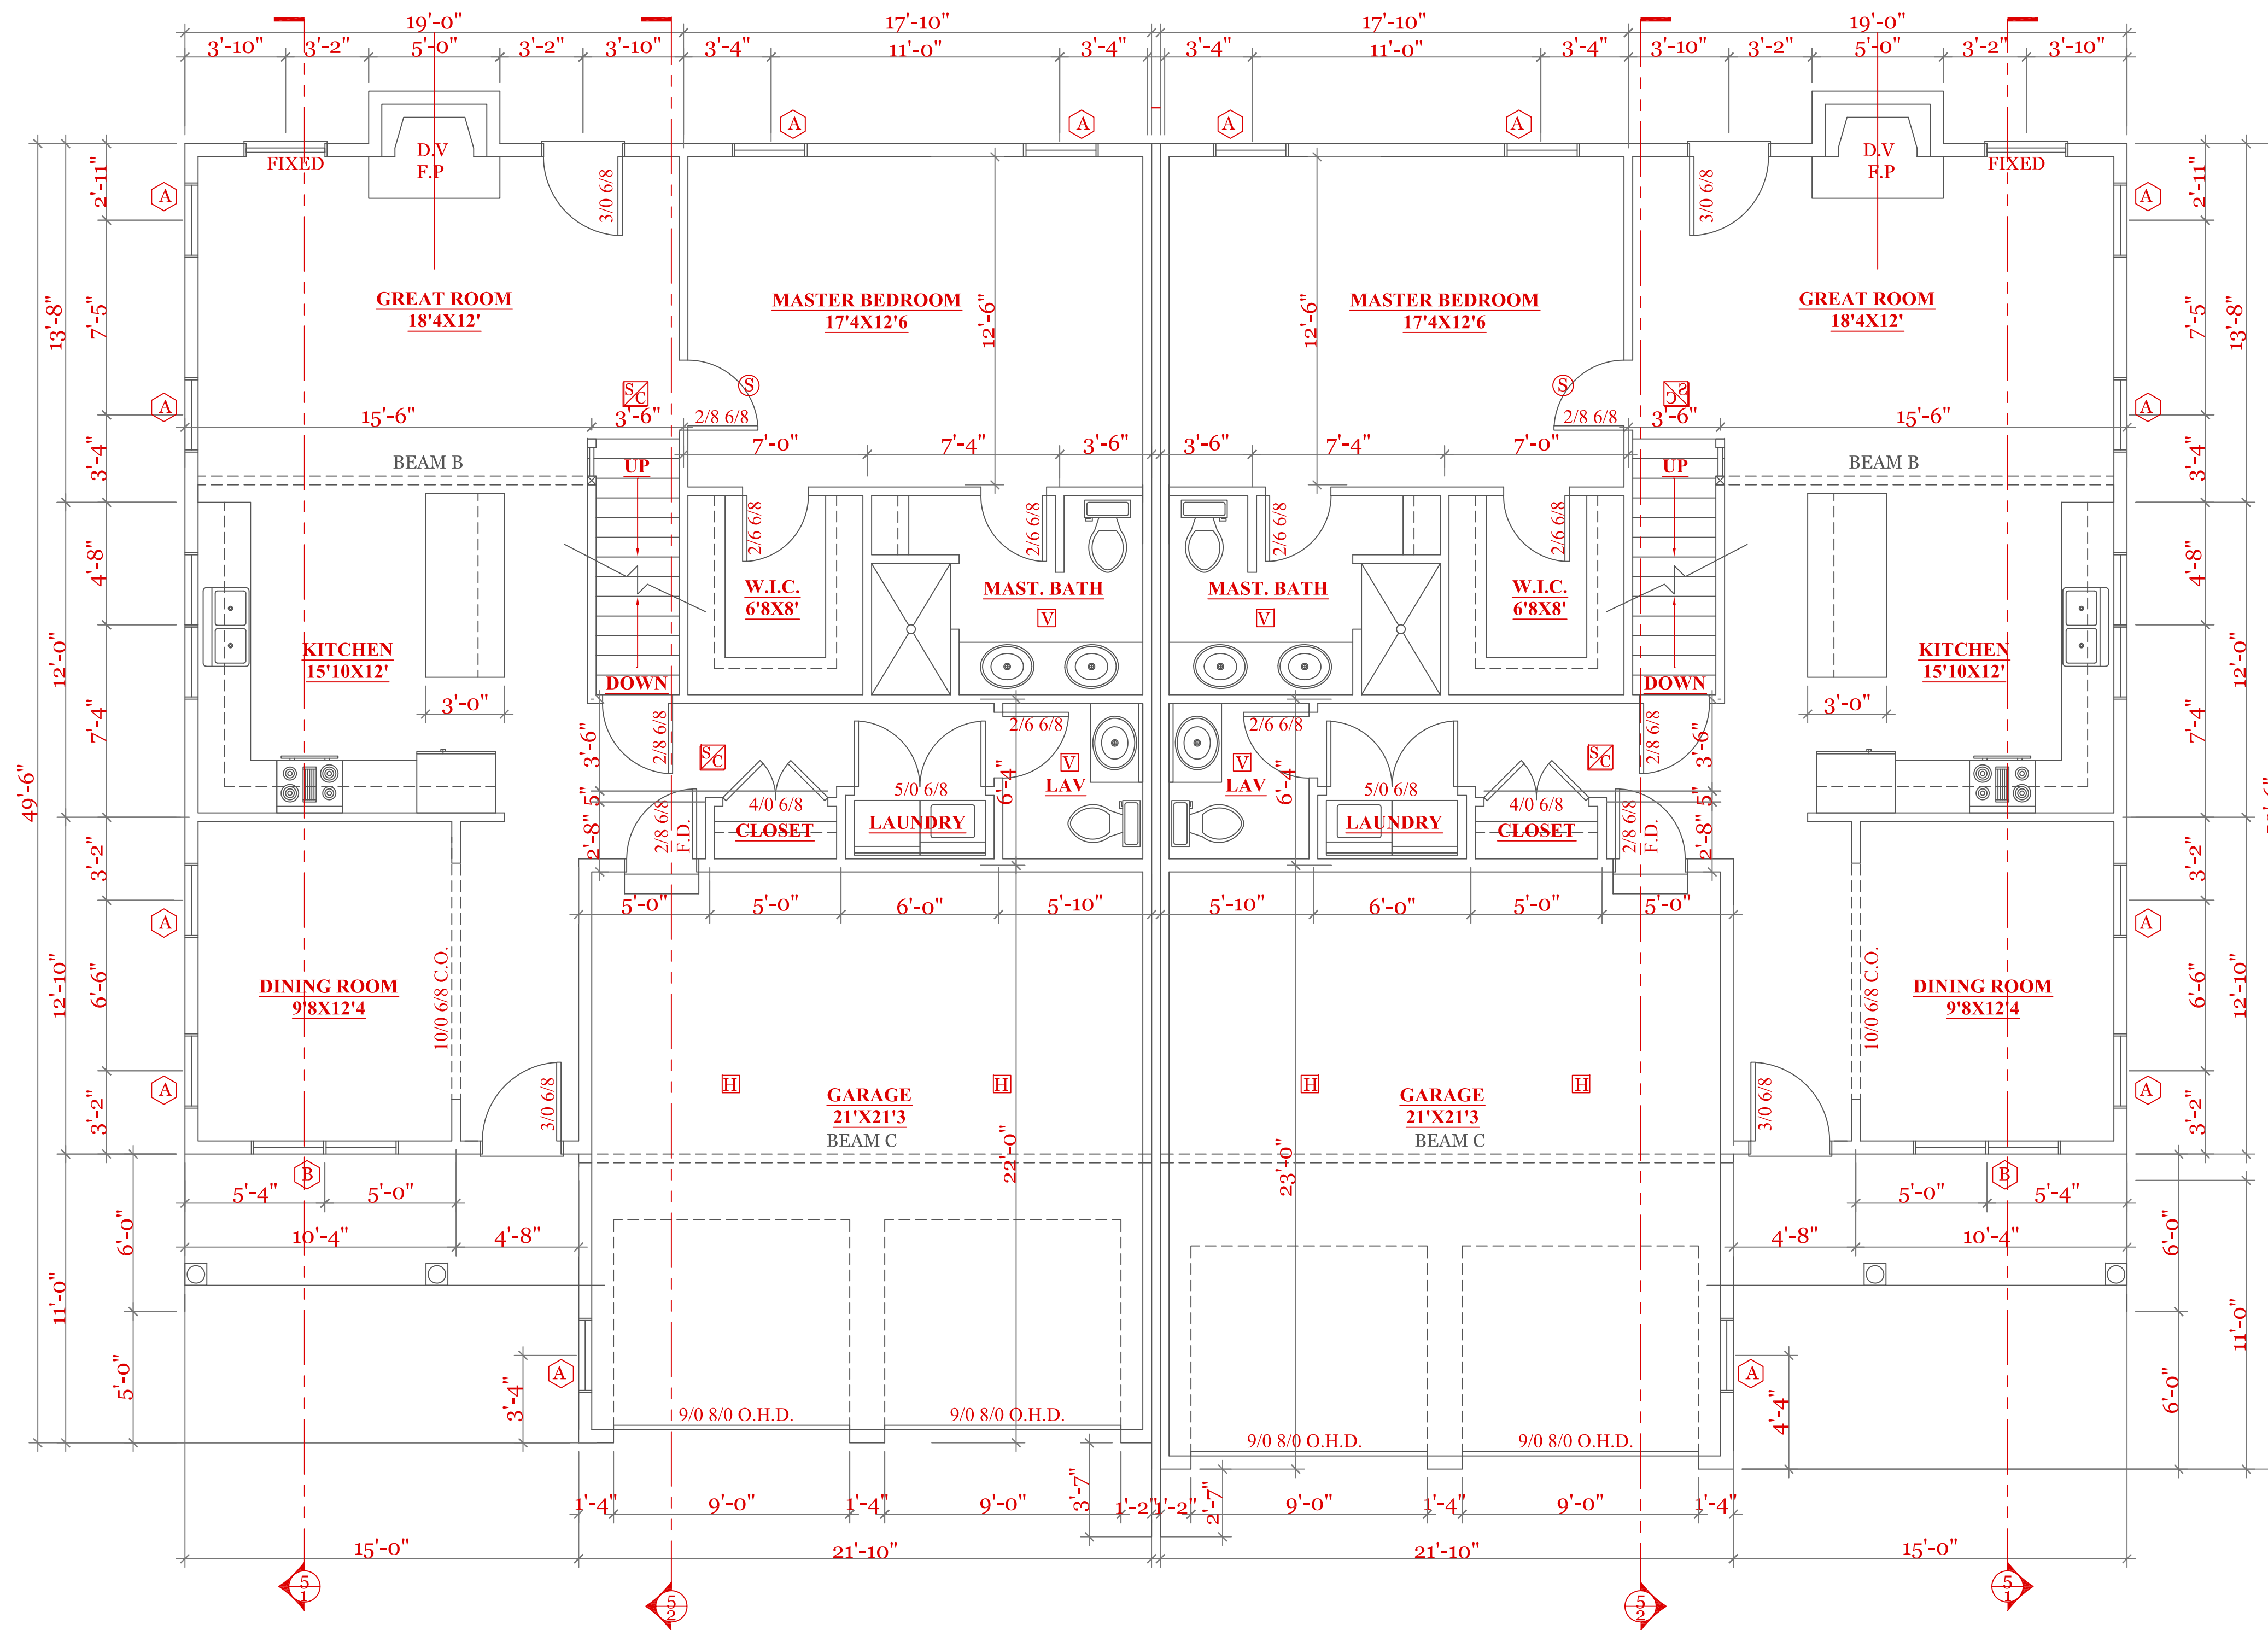 19'-0" 17'-10" 17'-10" 19'-0"
3'-10" 3'-2" 5'-0" 3'-2" 3'-10" 3'-4" 11'-0" 3'-4" 3'-4" 11'-0" 3'-4" 3'-10" 3'-2" 5'-0" 3'-2" 3'-10"
A A A A
D.V D.V
F.P F.P
FIXED FIXED
2'-11" A 3/0 6/8 3/0 6/8 A 2'-11"
GREAT ROOM MASTER BEDROOM MASTER BEDROOM GREAT ROOM
18'4X12' 17'4X12'6 17'4X12'6 18'4X12'
13'-8" 7'-5" 12'-6" 12'-6" 7'-5" 13'-8"
S/C S S S/C
A A
15'-6" 3'-6" 2/8 6/8 2/8 6/8 3'-6" 15'-6"
7'-0" 7'-4" 3'-6" 3'-6" 7'-4" 7'-0"
3'-4" BEAM B UP UP BEAM B 3'-4"
2/6 6/8 2/6 6/8 2/6 6/8 2/6 6/8
4'-8" 4'-8"
W.I.C. MAST. BATH MAST. BATH W.I.C.
6'8X8' V V 6'8X8'
12'-0" KITCHEN KITCHEN 12'-0"
15'10X12' 15'10X12'
DOWN DOWN
3'-0" 3'-0"
7'-4" 3'-6" 2/8 6/8 2/6 6/8 2/6 6/8 2/8 6/8 3'-6" 7'-4"
S/C V V S/C
49'-6" 5" 5/0 6/8 6'-4" LAV LAV 6'-4" 5/0 6/8 5"
4/0 6/8 4/0 6/8
2'-8" 2/8 6/8 F.D. CLOSET LAUNDRY LAUNDRY CLOSET 2/8 6/8 F.D. 2'-8"
3'-2" 3'-2"
5'-0" 5'-0" 6'-0" 5'-10" 5'-10" 6'-0" 5'-0" 5'-0"
A A
12'-10" 6'-6" DINING ROOM 10/0 6/8 C.O. 10/0 6/8 C.O. DINING ROOM 6'-6" 12'-10"
9'8X12'4 9'8X12'4
A 3/0 6/8 H H H H 3/0 6/8 A
3'-2" GARAGE GARAGE 3'-2"
21'X21'3 21'X21'3
BEAM C BEAM C
22'-0" 23'-0"
B B
5'-4" 5'-0" 5'-0" 5'-4"
10'-4" 4'-8" 4'-8" 10'-4"
6'-0" 6'-0"
11'-0" 11'-0"
5'-0" A A 6'-0"
3'-4" 4'-4"
9/0 8/0 O.H.D. 9/0 8/0 O.H.D. 9/0 8/0 O.H.D. 9/0 8/0 O.H.D.
3'-7" 2'-7"
1'-4" 9'-0" 1'-4" 9'-0" 1'-2" 1'-2" 9'-0" 1'-4" 9'-0" 1'-4"
15'-0" 21'-10" 21'-10" 15'-0"
5 5
1 1
5 5
2 2